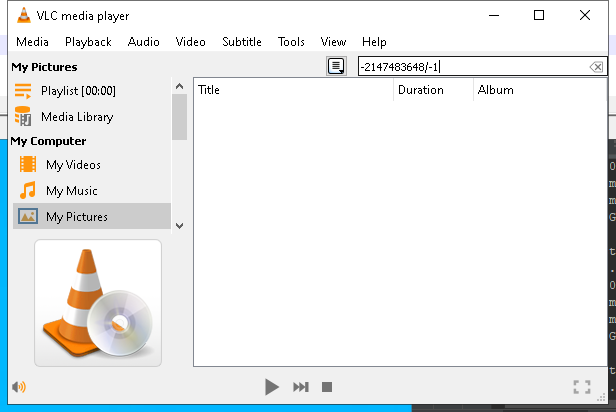 VLC media player
Media Playback Audio Video Subtitle Tools View Help
My Pictures
-2147483648/-1
Playlist [00:00]
Media Library
My Computer
My Videos
My Music
My Pictures
Title Duration Album